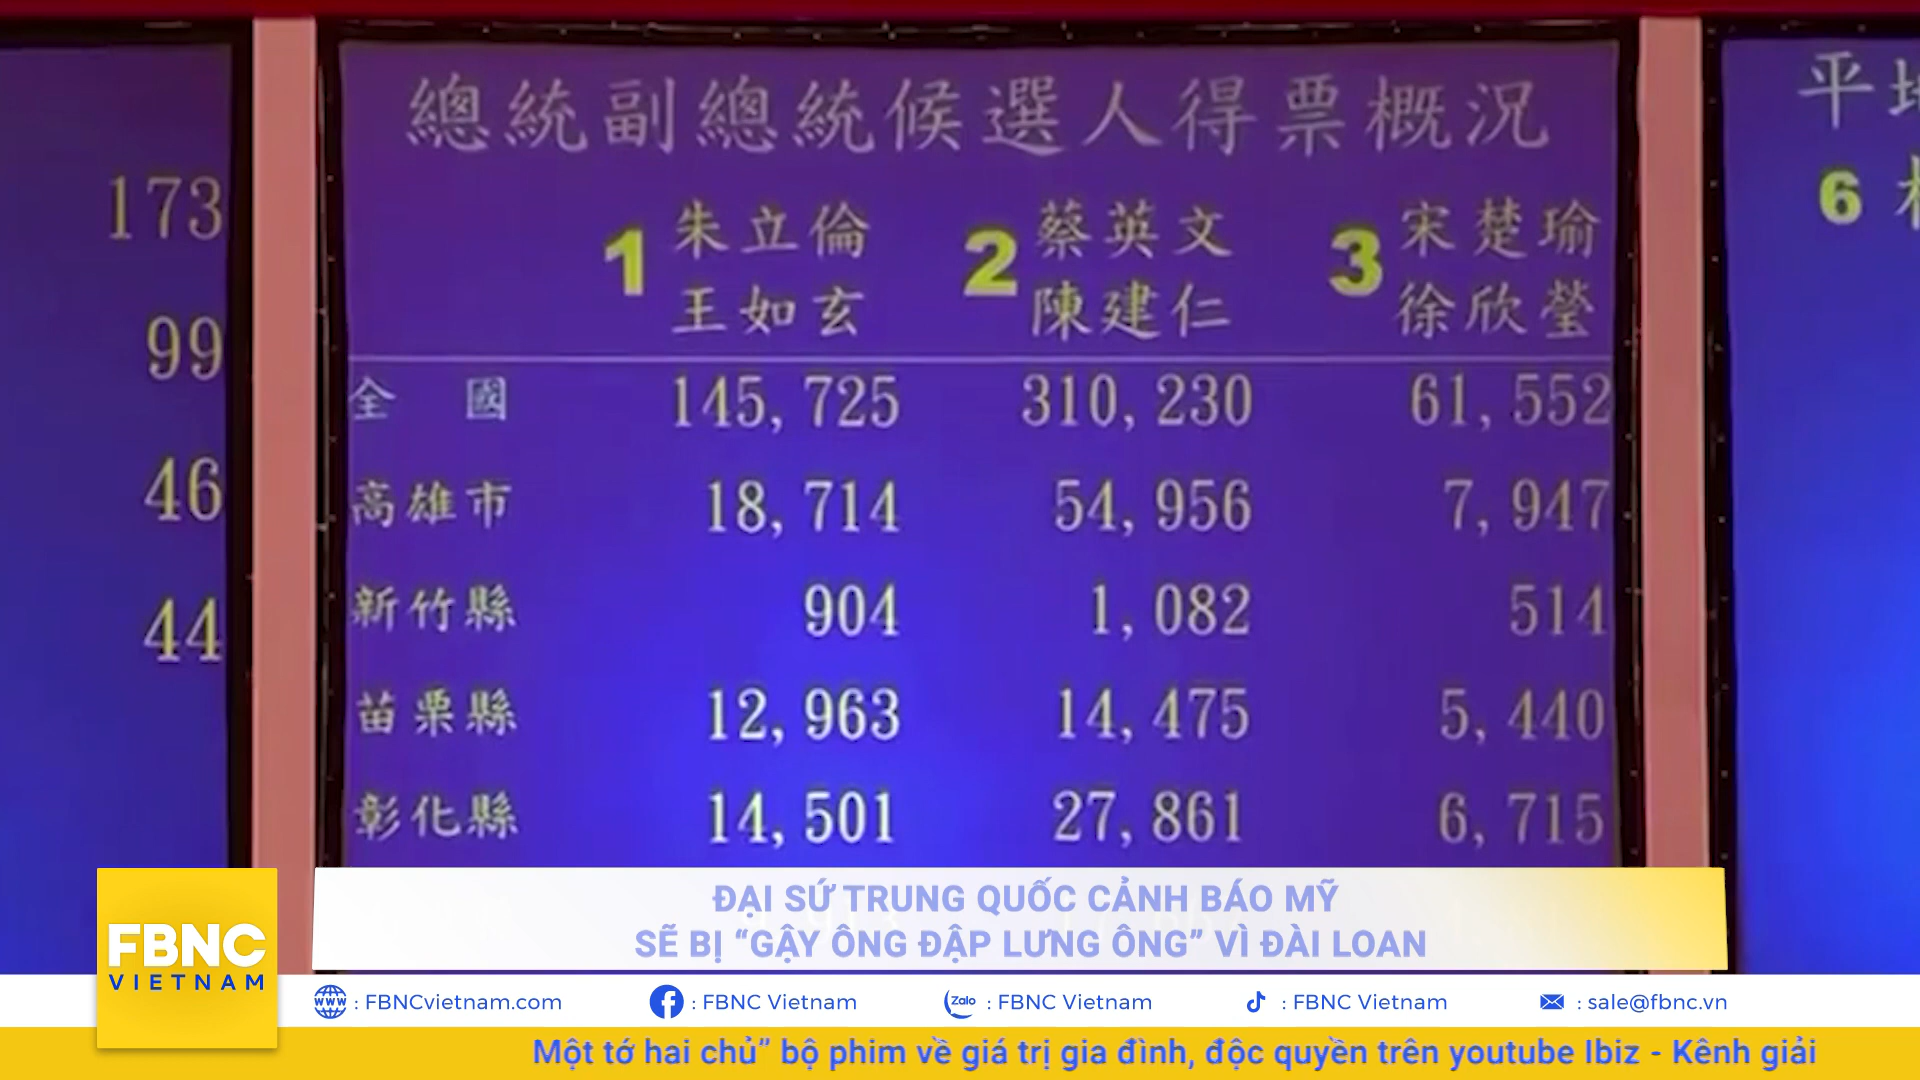 173
99
46
44
總統副總統候選人得票概況
1 朱立倫 2 蔡英文 3 宋楚瑜
王如玄 陳建仁 徐欣瑩
全國 145,725 310,230 61,552
高雄市 18,714 54,956 7,947
新竹縣 904 1,082 514
苗栗縣 12,963 14,475 5,440
彰化縣 14,501 27,861 6,715
平
6
ĐẠI SỨ TRUNG QUỐC CẢNH BÁO MỸ
SẼ BỊ “GẬY ÔNG ĐẬP LƯNG ÔNG” VÌ ĐÀI LOAN
FBNC
VIETNAM
www : FBNCvietnam.com : FBNC Vietnam Zalo : FBNC Vietnam : FBNC Vietnam : sale@fbnc.vn
Một tớ hai chủ” bộ phim về giá trị gia đình, độc quyền trên youtube Ibiz - Kênh giải